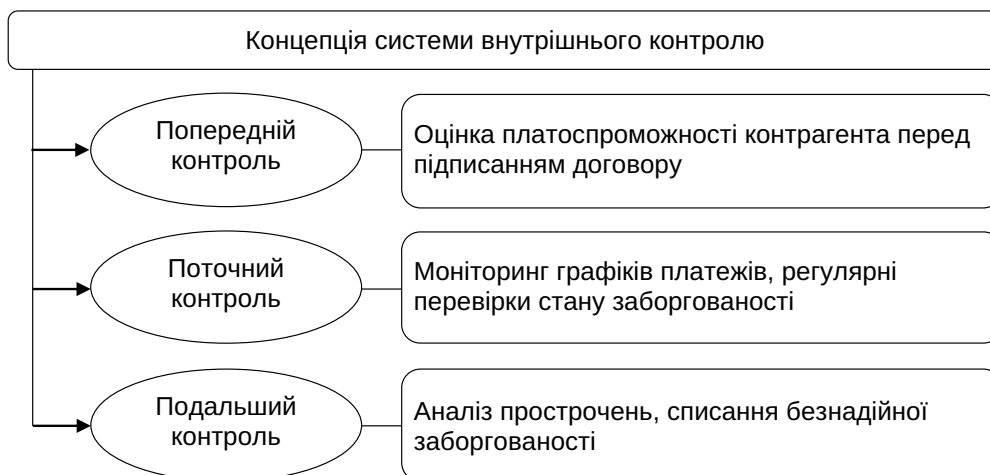 Концепція системи внутрішнього контролю
Попередній
контроль
Оцінка платоспроможності контрагента перед
підписанням договору
Поточний
контроль
Моніторинг графіків платежів, регулярні
перевірки стану заборгованості
Подальший
контроль
Аналіз прострочень, списання безнадійної
заборгованості